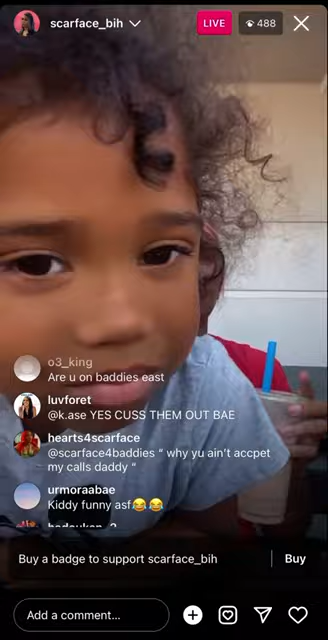 scarface_bih
LIVE
488
o3_king
Are u on baddies east
luvforet
@k.ase YES CUSS THEM OUT BAE
hearts4scarface
@scarface4baddies “ why yu ain’t accpet
my calls daddy “
urmoraabae
Kiddy funny asf😂😂
Buy a badge to support scarface_bih
Buy
Add a comment...